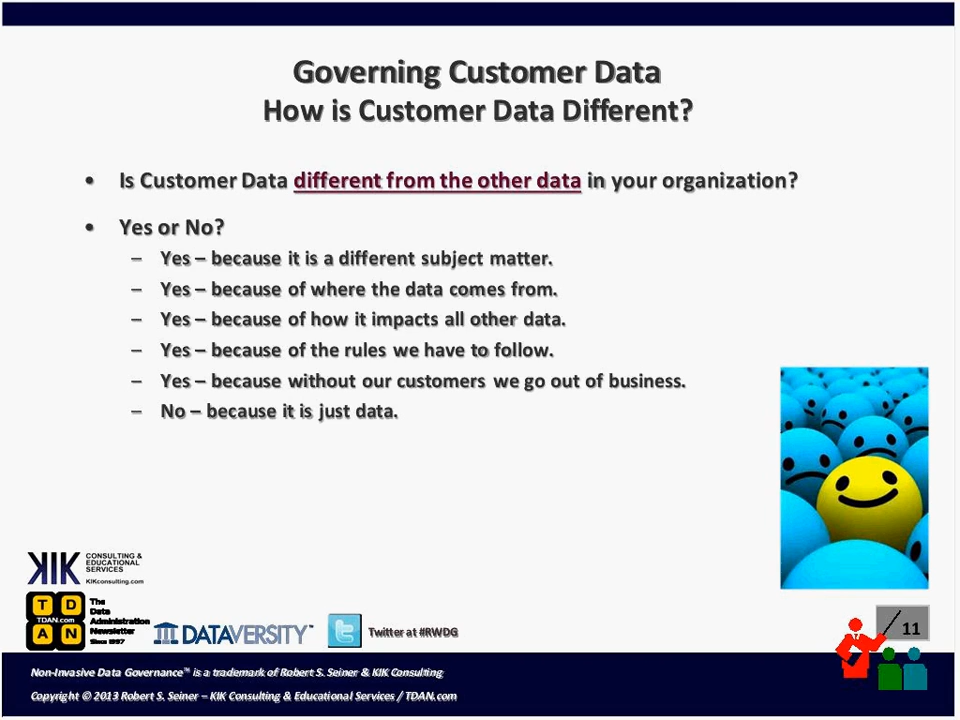 Governing Customer Data
How is Customer Data Different?
• Is Customer Data different from the other data in your organization?
• Yes or No?
– Yes – because it is a different subject matter.
– Yes – because of where the data comes from.
– Yes – because of how it impacts all other data.
– Yes – because of the rules we have to follow.
– Yes – because without our customers we go out of business.
– No – because it is just data.
KIK CONSULTING &
EDUCATIONAL
SERVICES
KIKconsulting.com
T D
TDAN.com
A N
The
Data
Administration
Newsletter
Since 1997
DATAVERSITY™
Twitter at #RWDG
11
Non-Invasive Data Governance™ is a trademark of Robert S. Seiner & KIK Consulting
Copyright © 2013 Robert S. Seiner – KIK Consulting & Educational Services / TDAN.com